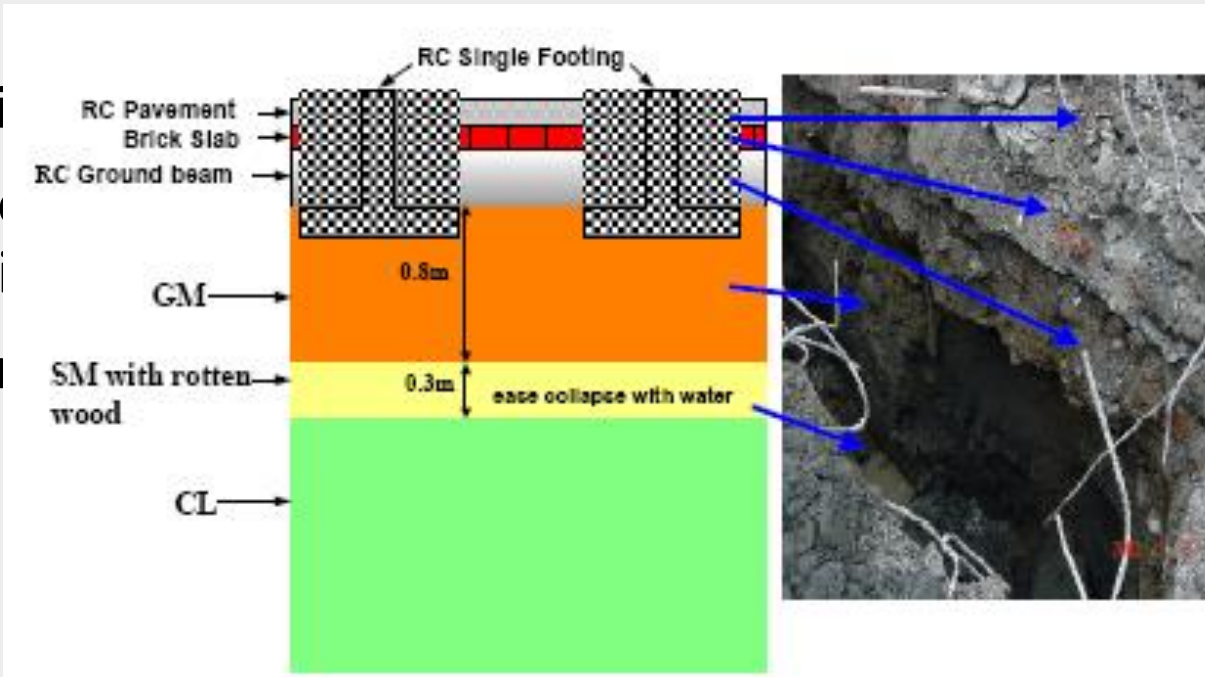 RC Single Footing
RC Pavement
Brick Slab
RC Ground beam
0.8m
GM
SM with rotten
wood
0.3m
ease collapse with water
CL